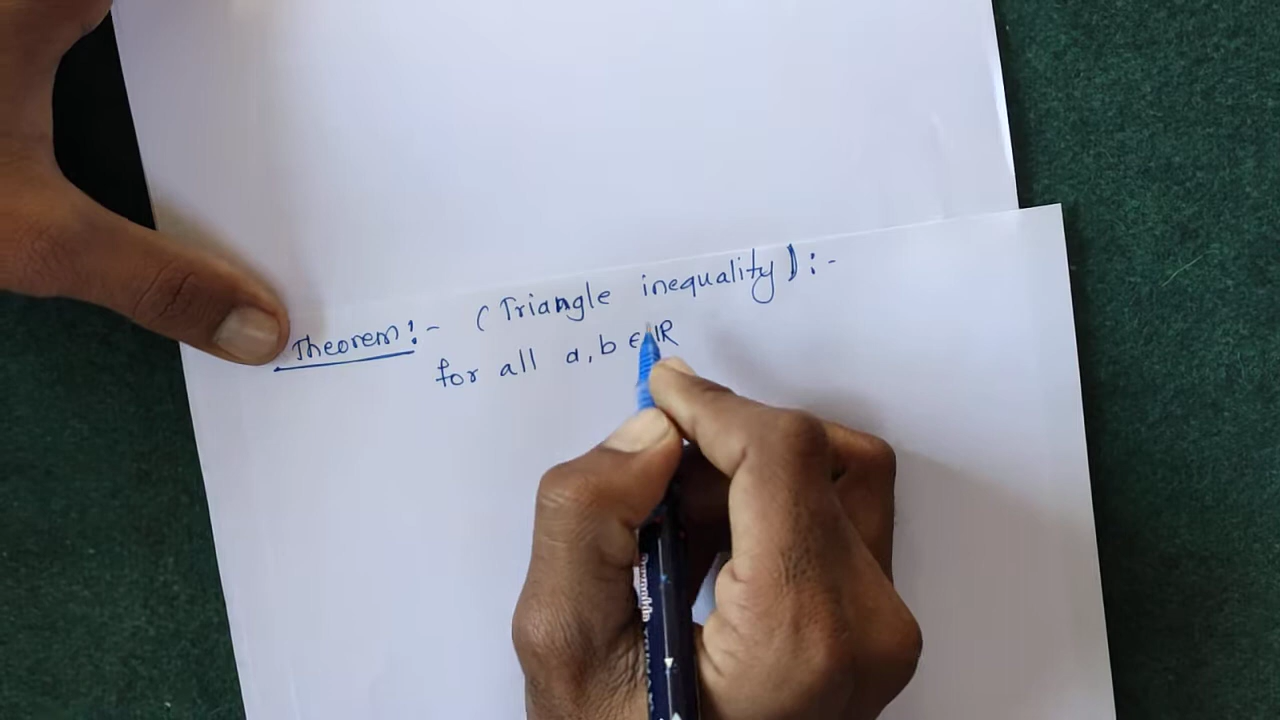 Theorem:- (Triangle inequality):-
for all a, b ∈ ℝ